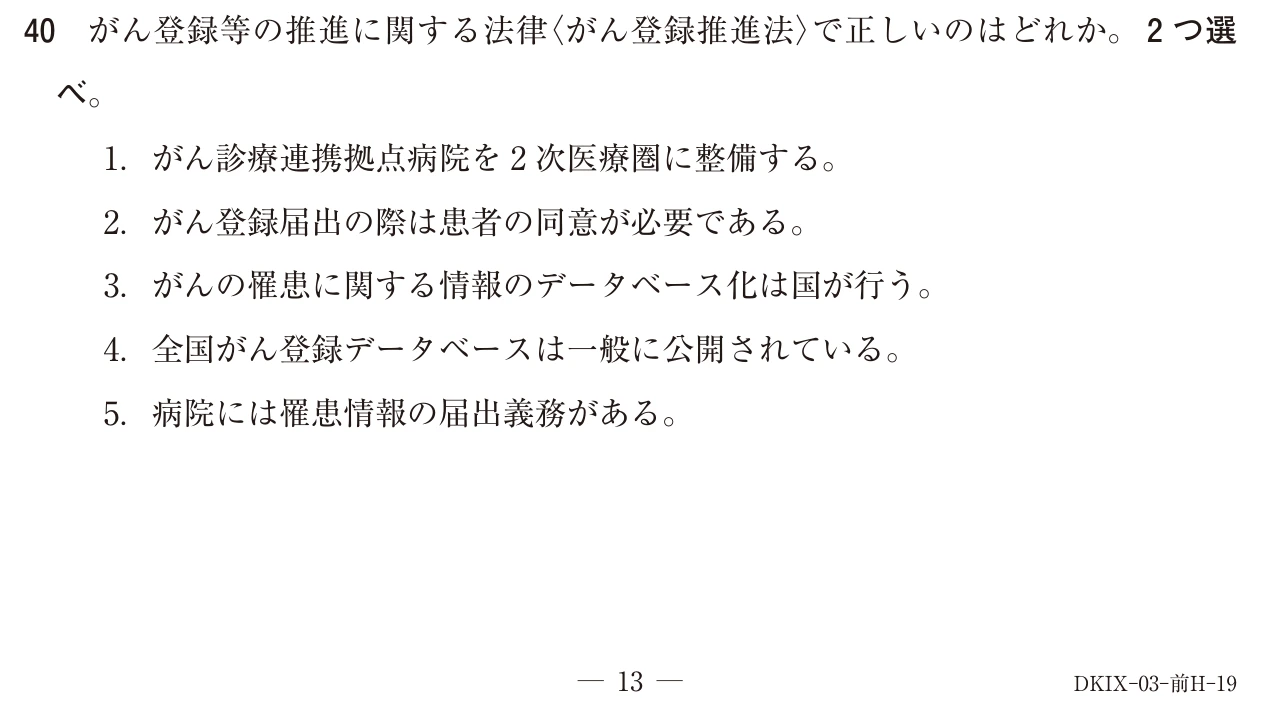 40 がん登録等の推進に関する法律〈がん登録推進法〉で正しいのはどれか。2つ選
べ。
1. がん診療連携拠点病院を2次医療圏に整備する。
2. がん登録届出の際は患者の同意が必要である。
3. がんの罹患に関する情報のデータベース化は国が行う。
4. 全国がん登録データベースは一般に公開されている。
5. 病院には罹患情報の届出義務がある。
— 13 —
DKIX-03-前H-19